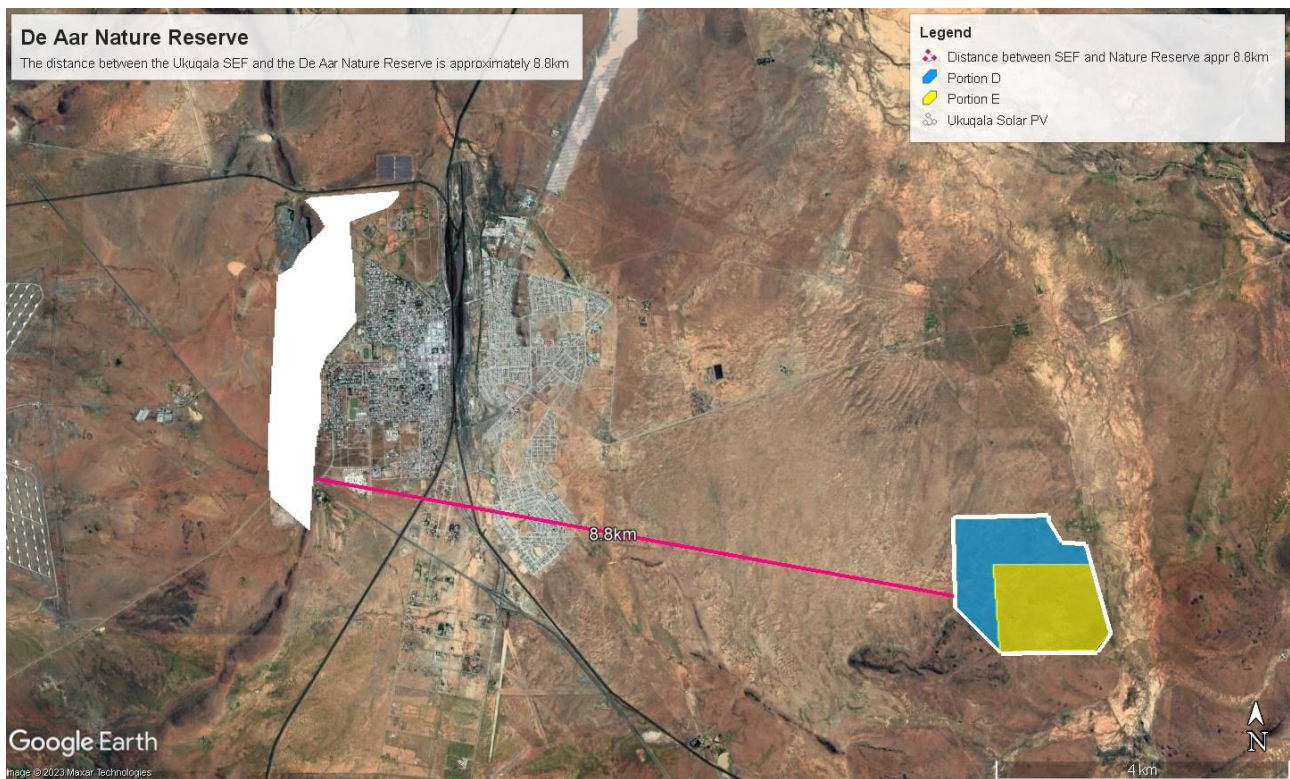 De Aar Nature Reserve
The distance between the Ukuqala SEF and the De Aar Nature Reserve is approximately 8.8km
Legend
Distance between SEF and Nature Reserve appr 8.8km
Portion D
Portion E
Ukuqala Solar PV
8.8km
N
Google Earth
Image © 2023 Maxar Technologies
4 km